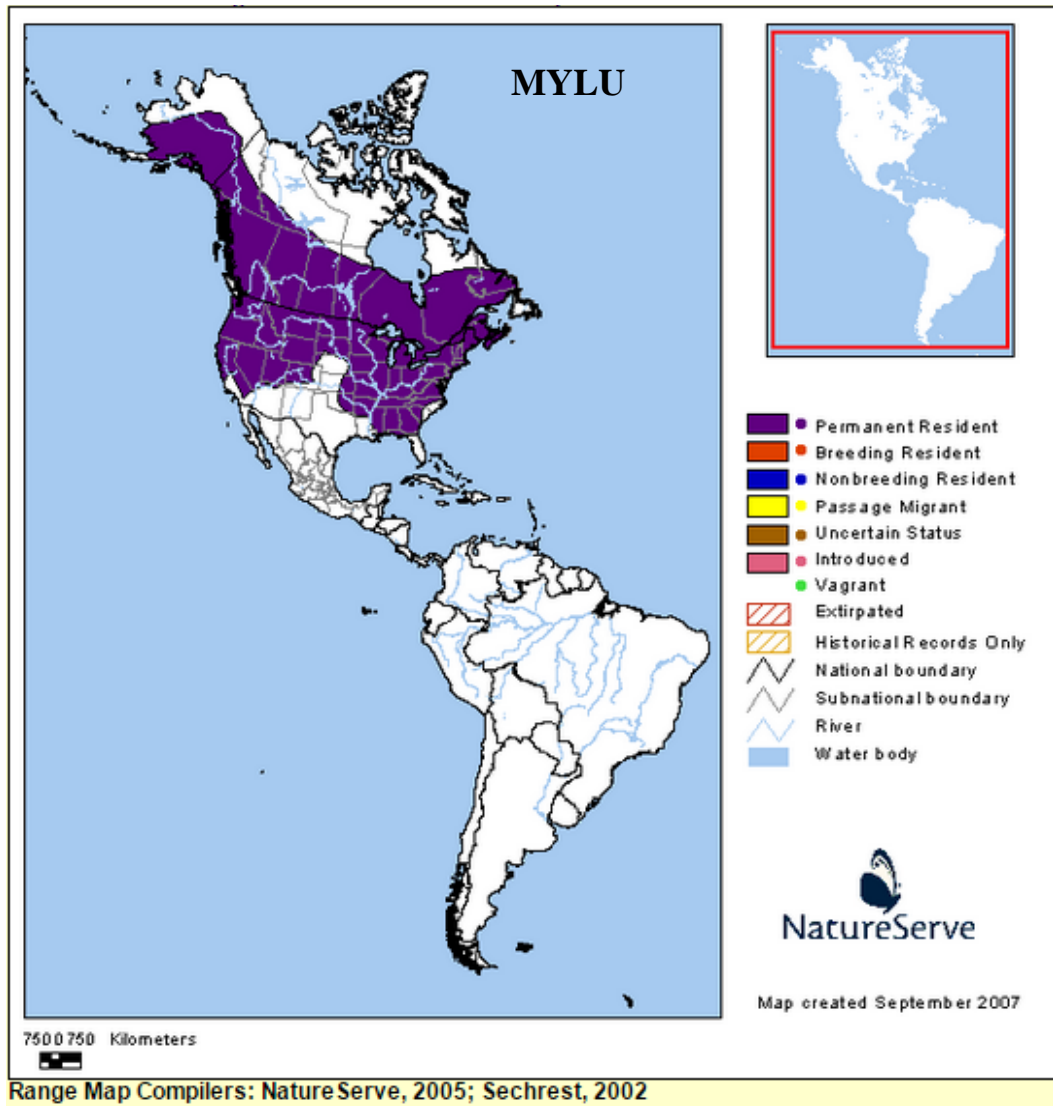 MYLU
Permanent Resident
Breeding Resident
Nonbreeding Resident
Passage Migrant
Uncertain Status
Introduced
Vagrant
Extirpated
Historical Records Only
National boundary
Subnational boundary
River
Water body
NatureServe
Map created September 2007
7500 750 Kilometers
Range Map Compilers: NatureServe, 2005; Sechrest, 2002